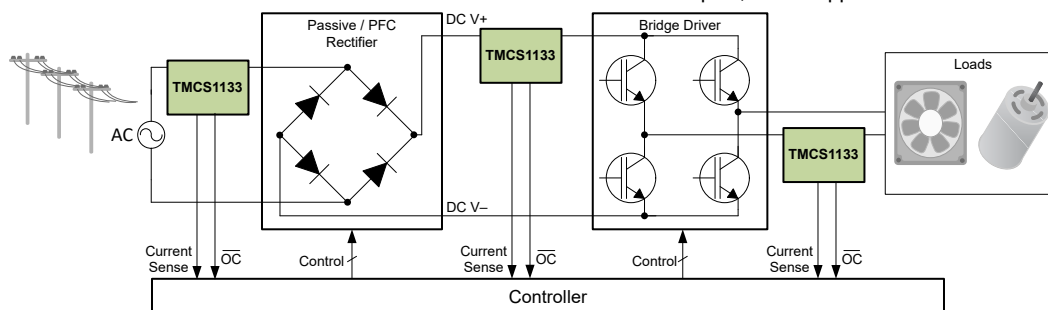 DC V+
Passive / PFC
Rectifier
Bridge Driver
TMCS1133
TMCS1133
Loads
AC
TMCS1133
DC V–
Current
Sense
OC
Control
Current
Sense
OC
Control
Current
Sense
OC
Controller